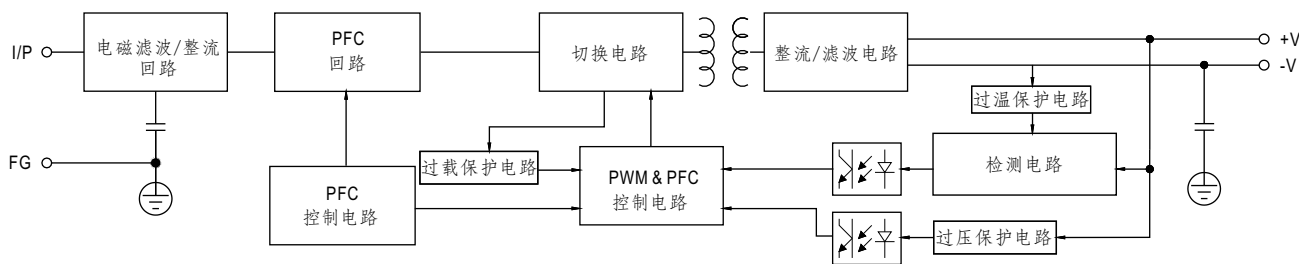 I/P
电磁滤波/整流
回路
PFC
回路
切换电路
整流/滤波电路
+V
-V
过温保护电路
FG
过载保护电路
PFC
控制电路
PWM & PFC
控制电路
检测电路
过压保护电路